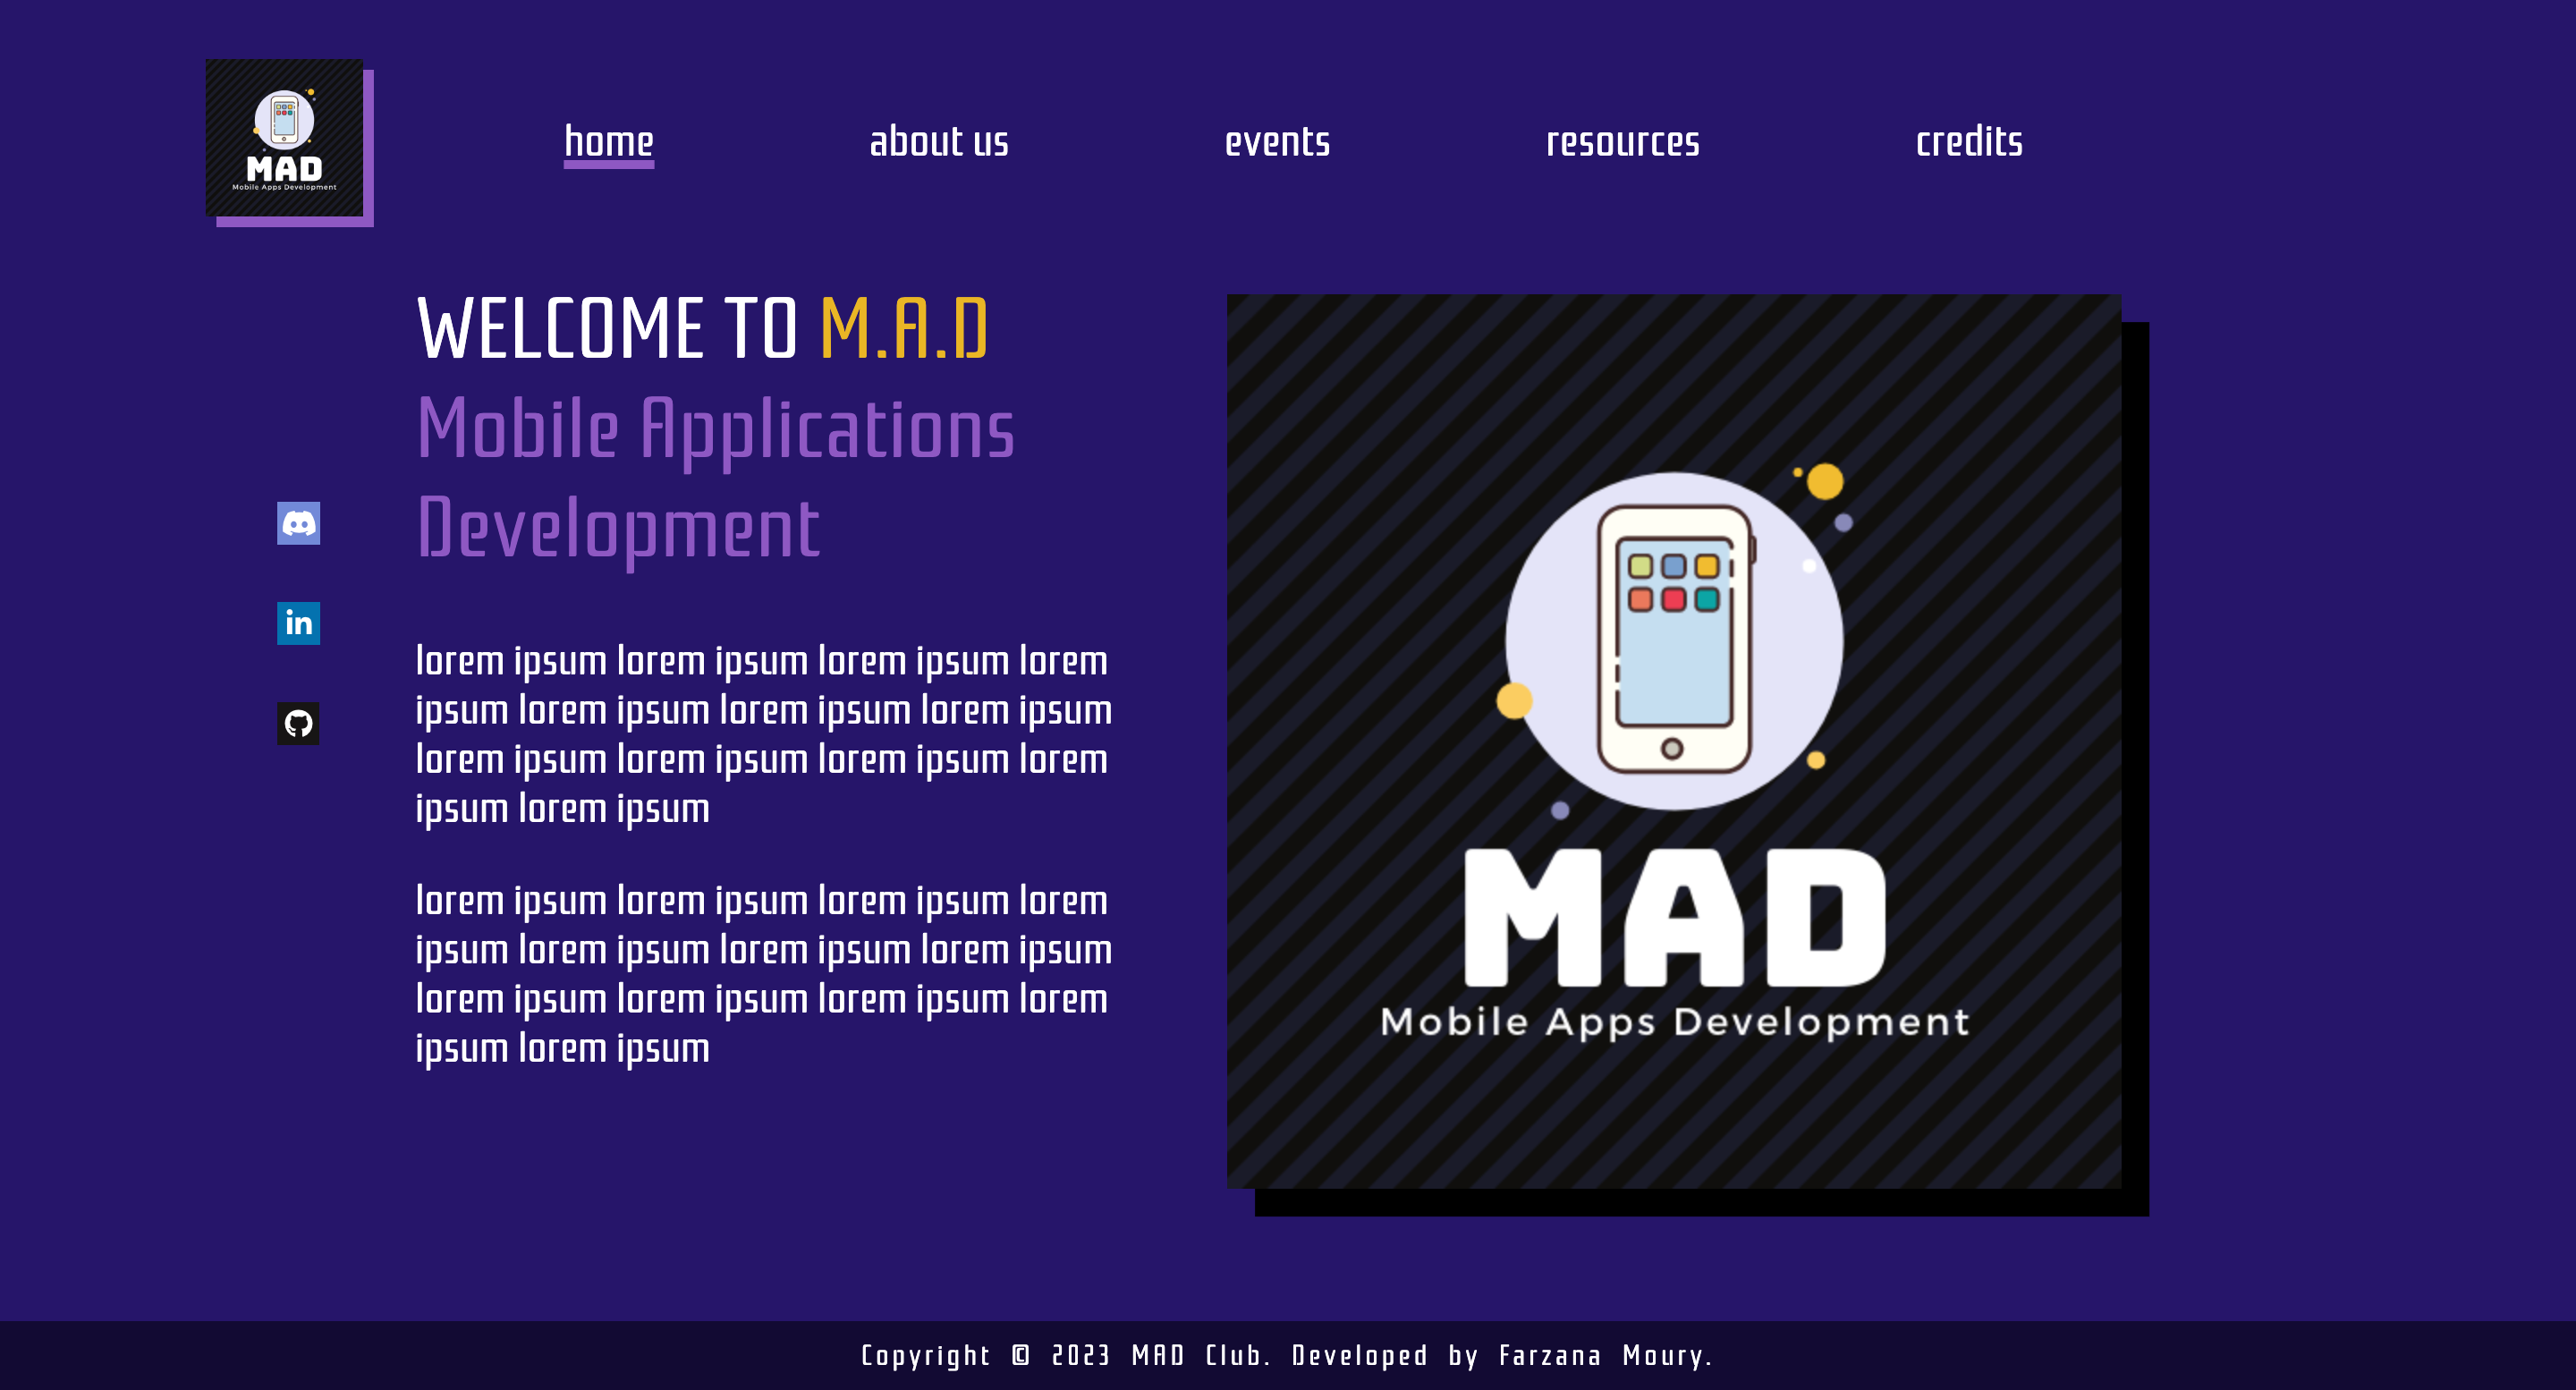 MAD
Mobile Apps Development
home
about us
events
resources
credits
WELCOME TO M.A.D
Mobile Applications
Development
in
lorem ipsum lorem ipsum lorem ipsum lorem
ipsum lorem ipsum lorem ipsum lorem ipsum
lorem ipsum lorem ipsum lorem ipsum lorem
ipsum lorem ipsum
lorem ipsum lorem ipsum lorem ipsum lorem
ipsum lorem ipsum lorem ipsum lorem ipsum
lorem ipsum lorem ipsum lorem ipsum lorem
ipsum lorem ipsum
MAD
Mobile Apps Development
Copyright © 2023 MAD Club. Developed by Farzana Moury.